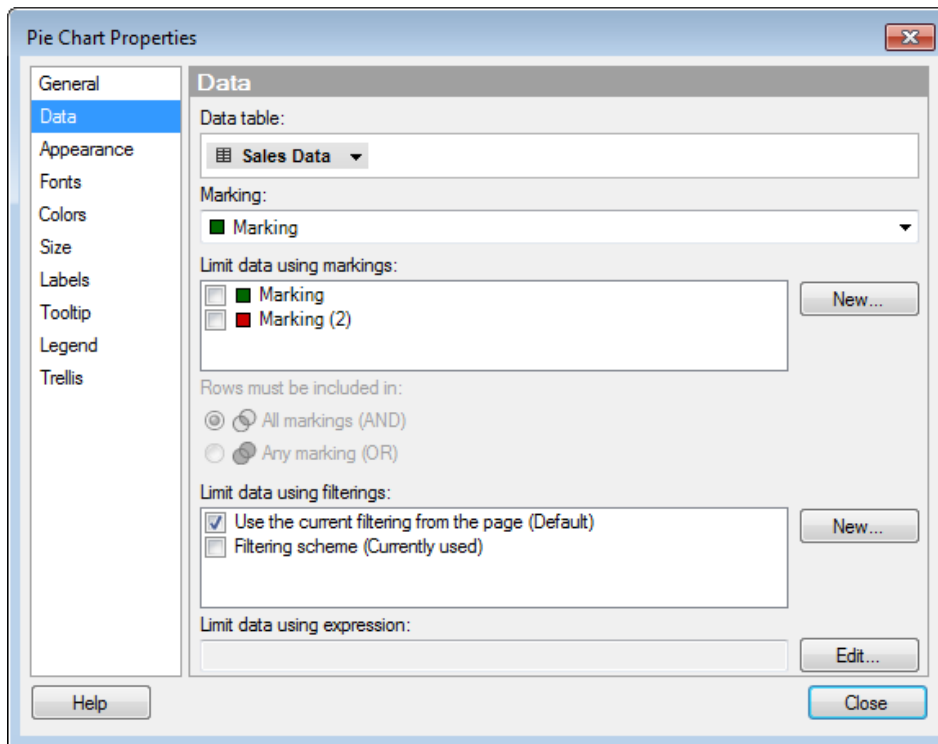 Pie Chart Properties
General
Data
Appearance
Fonts
Colors
Size
Labels
Tooltip
Legend
Trellis
Data
Data table:
Sales Data
Marking:
Marking
Limit data using markings:
Marking
Marking (2)
New...
Rows must be included in:
All markings (AND)
Any marking (OR)
Limit data using filterings:
Use the current filtering from the page (Default)
Filtering scheme (Currently used)
New...
Limit data using expression:
Edit...
Help
Close